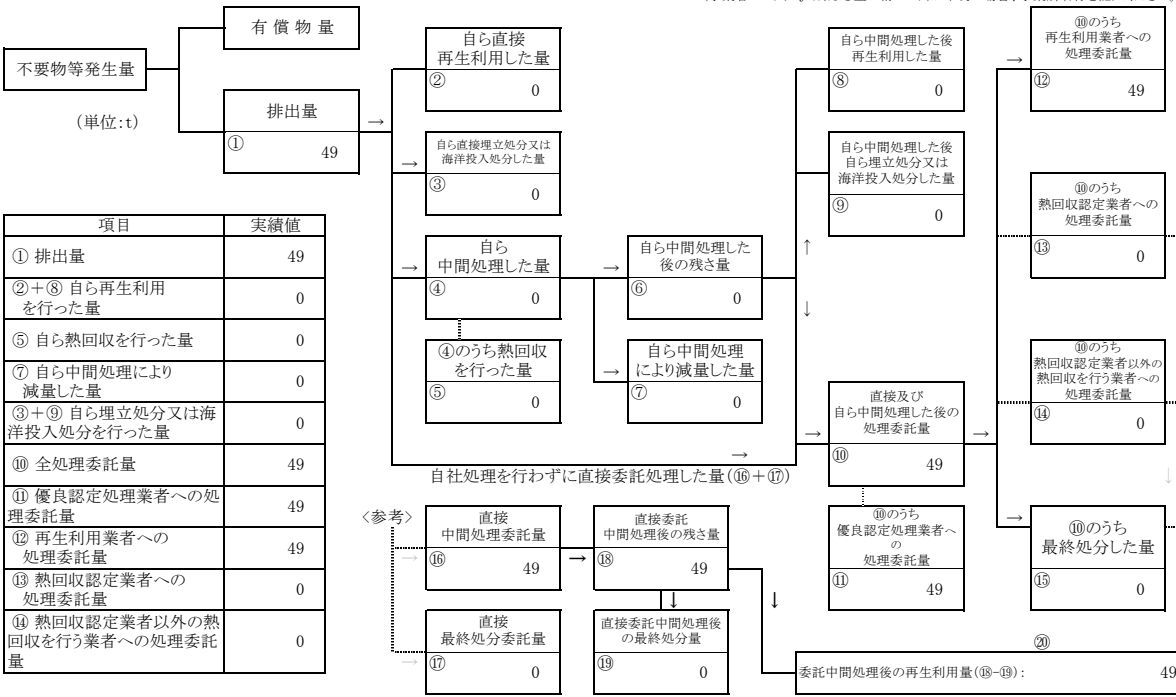 不要物等発生量
(単位:t)
有償物量
排出量
①
49
→
自ら直接
再生利用した量
②
0
→
自ら直接埋立処分又は
海洋投入処分した量
③
0
→
自ら
中間処理した量
④
0
④のうち熱回収
を行った量
⑤
0
→
自ら中間処理した
後の残さ量
⑥
0
→
自ら中間処理
により減量した量
⑦
0
自ら中間処理した後
再生利用した量
⑧
0
自ら中間処理した後
自ら埋立処分又は
海洋投入処分した量
⑨
0
↑
↓
→
自社処理を行わずに直接委託処理した量(⑯+⑰)
→
直接及び
自ら中間処理した後の
処理委託量
⑩
49
→
⑩のうち
優良認定処理業者へ
の
処理委託量
⑪
49
→
⑩のうち
再生利用業者への
処理委託量
⑫
49
⑩のうち
熱回収認定業者への
処理委託量
⑬
0
⑩のうち
熱回収認定業者以外の
熱回収を行う業者への
処理委託量
⑭
0
↓
→
⑩のうち
最終処分した量
⑮
0
項目 実績値
① 排出量 49
②+⑧ 自ら再生利用
を行った量 0
⑤ 自ら熱回収を行った量 0
⑦ 自ら中間処理により
減量した量 0
③+⑨ 自ら埋立処分又は海
洋投入処分を行った量 0
⑩ 全処理委託量 49
⑪ 優良認定処理業者への処
理委託量 49
⑫ 再生利用業者への
処理委託量 49
⑬ 熱回収認定業者への
処理委託量 0
⑭ 熱回収認定業者以外の熱
回収を行う業者への処理委託
量 0
〈参考〉
→
直接
中間処理委託量
⑯
49
→
直接委託
中間処理後の残さ量
⑱
49
→
直接
最終処分委託量
⑰
0
↓
直接委託中間処理後
の最終処分量
⑲
0
↓
⑳
委託中間処理後の再生利用量(⑱-⑲): 49